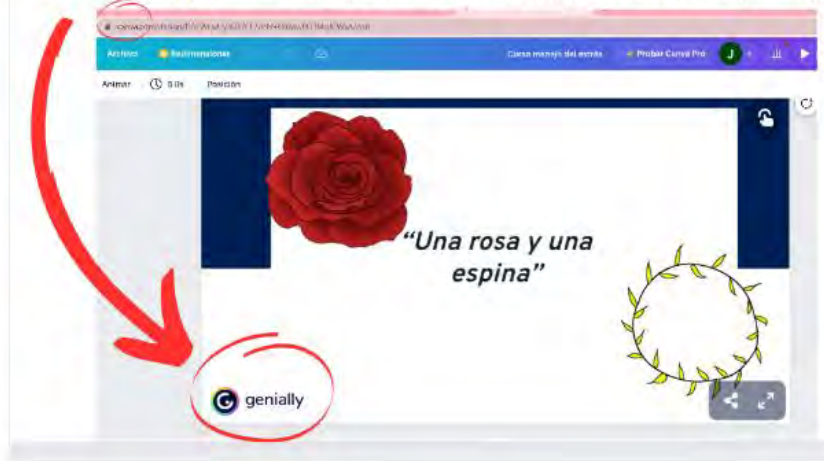 Archivo Redimensionar Curso manejo del estrés Probar Canva Pro J
Animar 5.0s Posición
“Una rosa y una
espina”
G genially